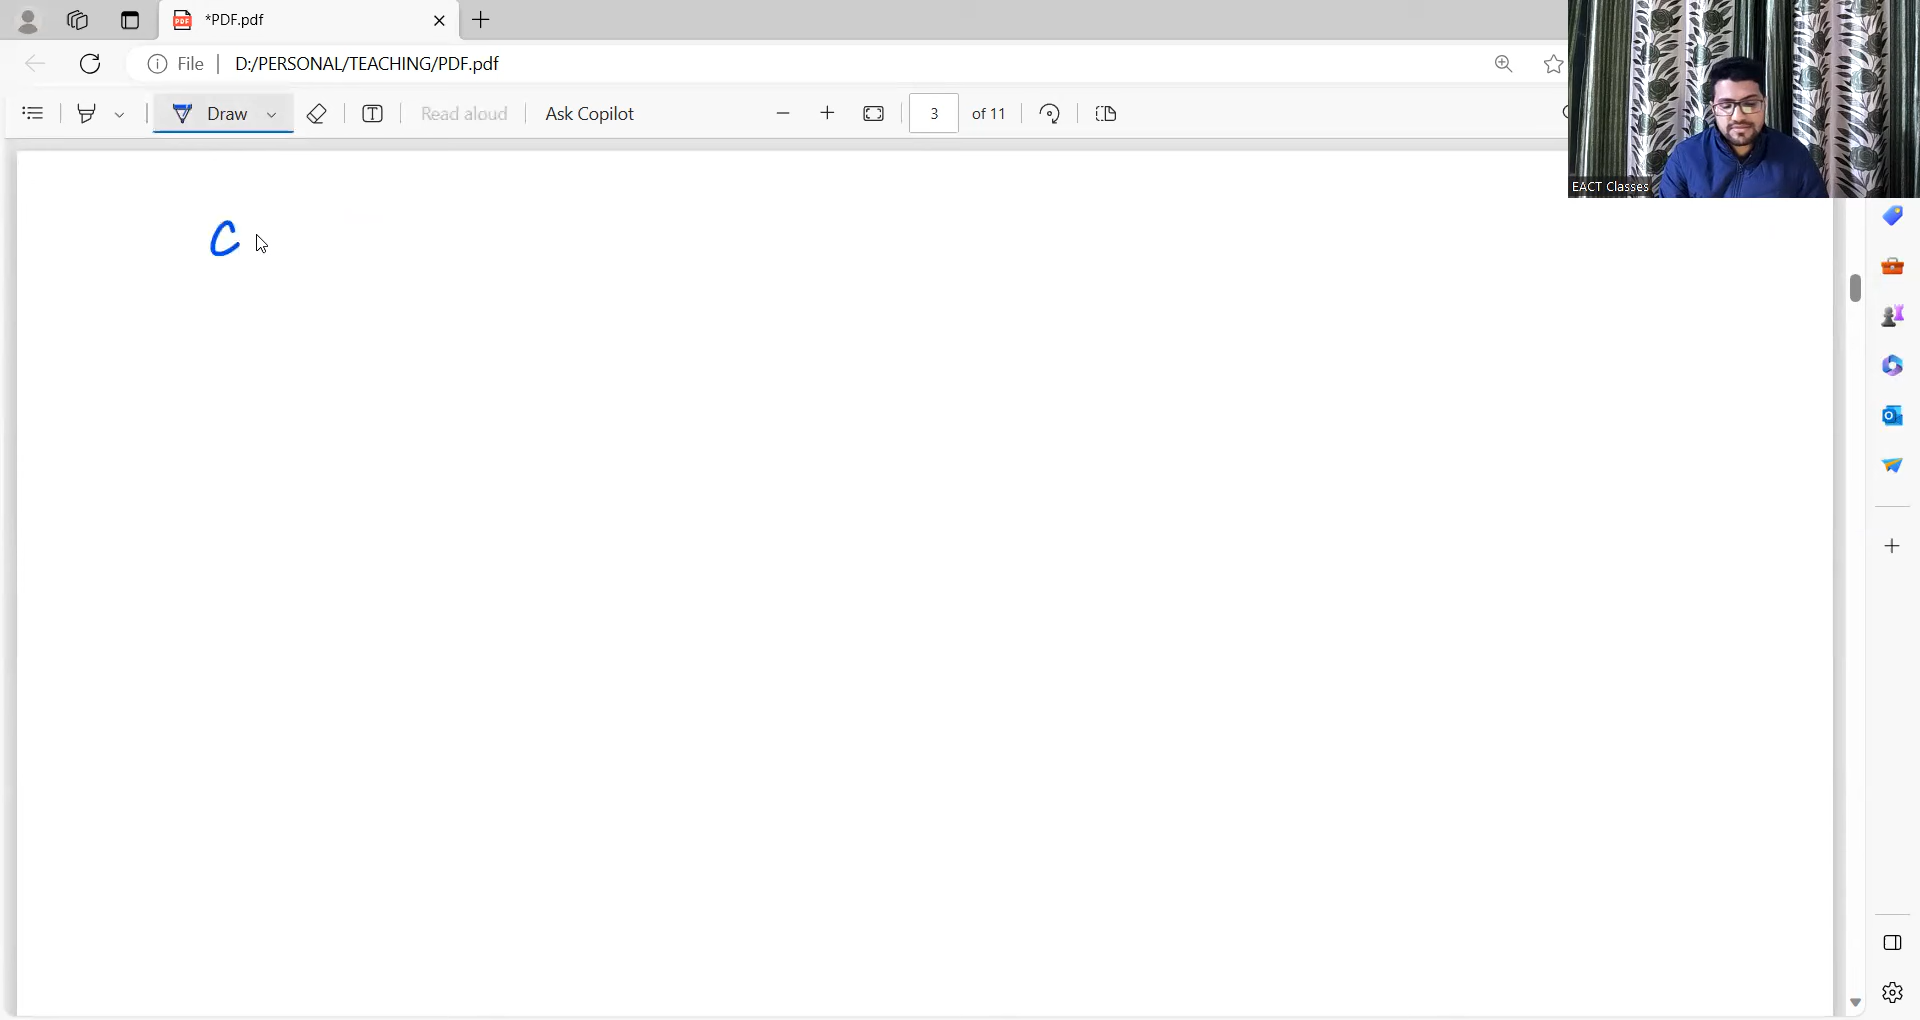 *PDF.pdf
File D:/PERSONAL/TEACHING/PDF.pdf
Draw Read aloud Ask Copilot 3 of 11
EACT Classes
C